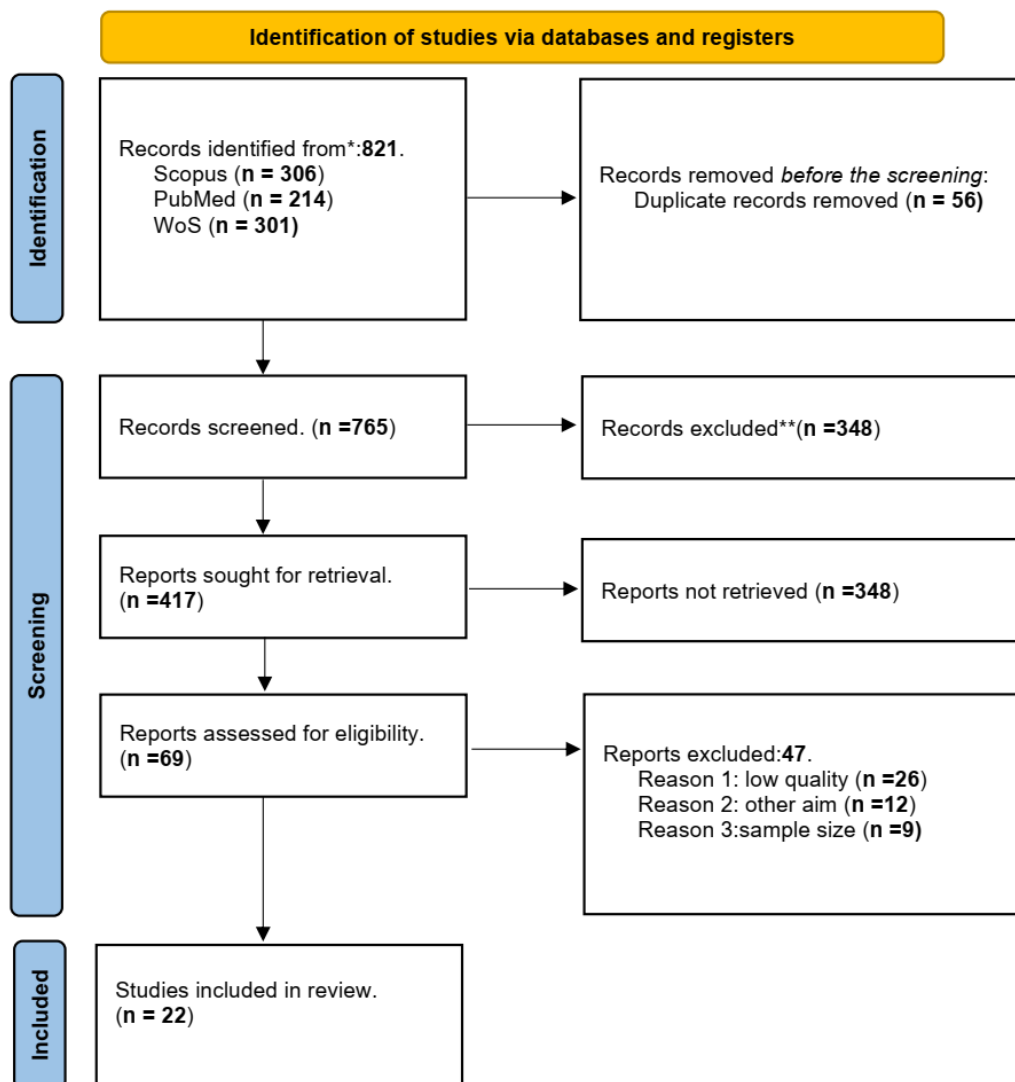 Identification of studies via databases and registers
Identification
Records identified from*:821.
Scopus (n = 306)
PubMed (n = 214)
WoS (n = 301)
Records removed before the screening:
Duplicate records removed (n = 56)
Screening
Records screened. (n =765)
Records excluded**(n =348)
Reports sought for retrieval.
(n =417)
Reports not retrieved (n =348)
Reports assessed for eligibility.
(n =69)
Reports excluded:47.
Reason 1: low quality (n =26)
Reason 2: other aim (n =12)
Reason 3:sample size (n =9)
Included
Studies included in review.
(n = 22)